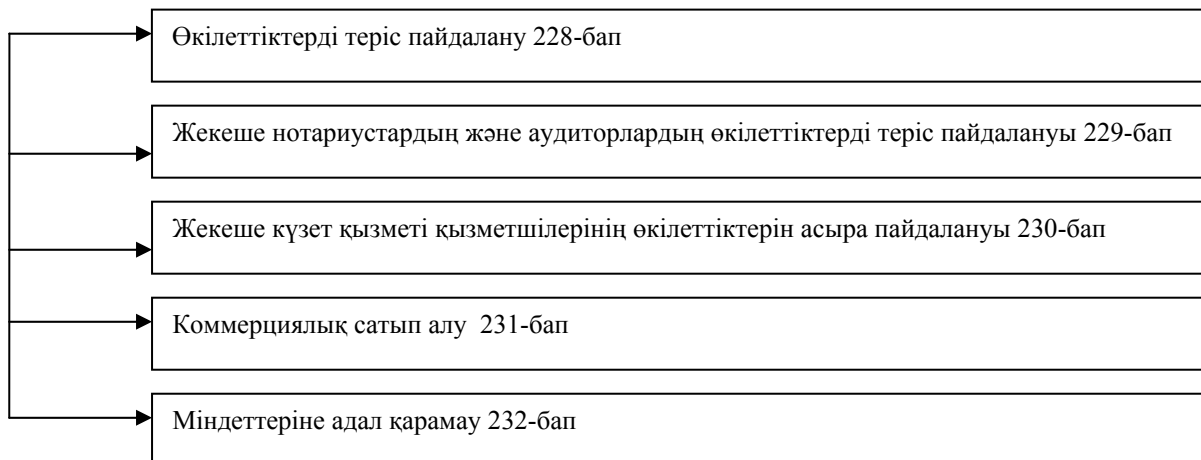 Өкілеттіктерді теріс пайдалану 228-бап
Жекеше нотариустардың және аудиторлардың өкілеттіктерді теріс пайдалануы 229-бап
Жекеше күзет қызметі қызметшілерінің өкілеттіктерін асыра пайдалануы 230-бап
Коммерциялық сатып алу 231-бап
Міндеттеріне адал қарамау 232-бап